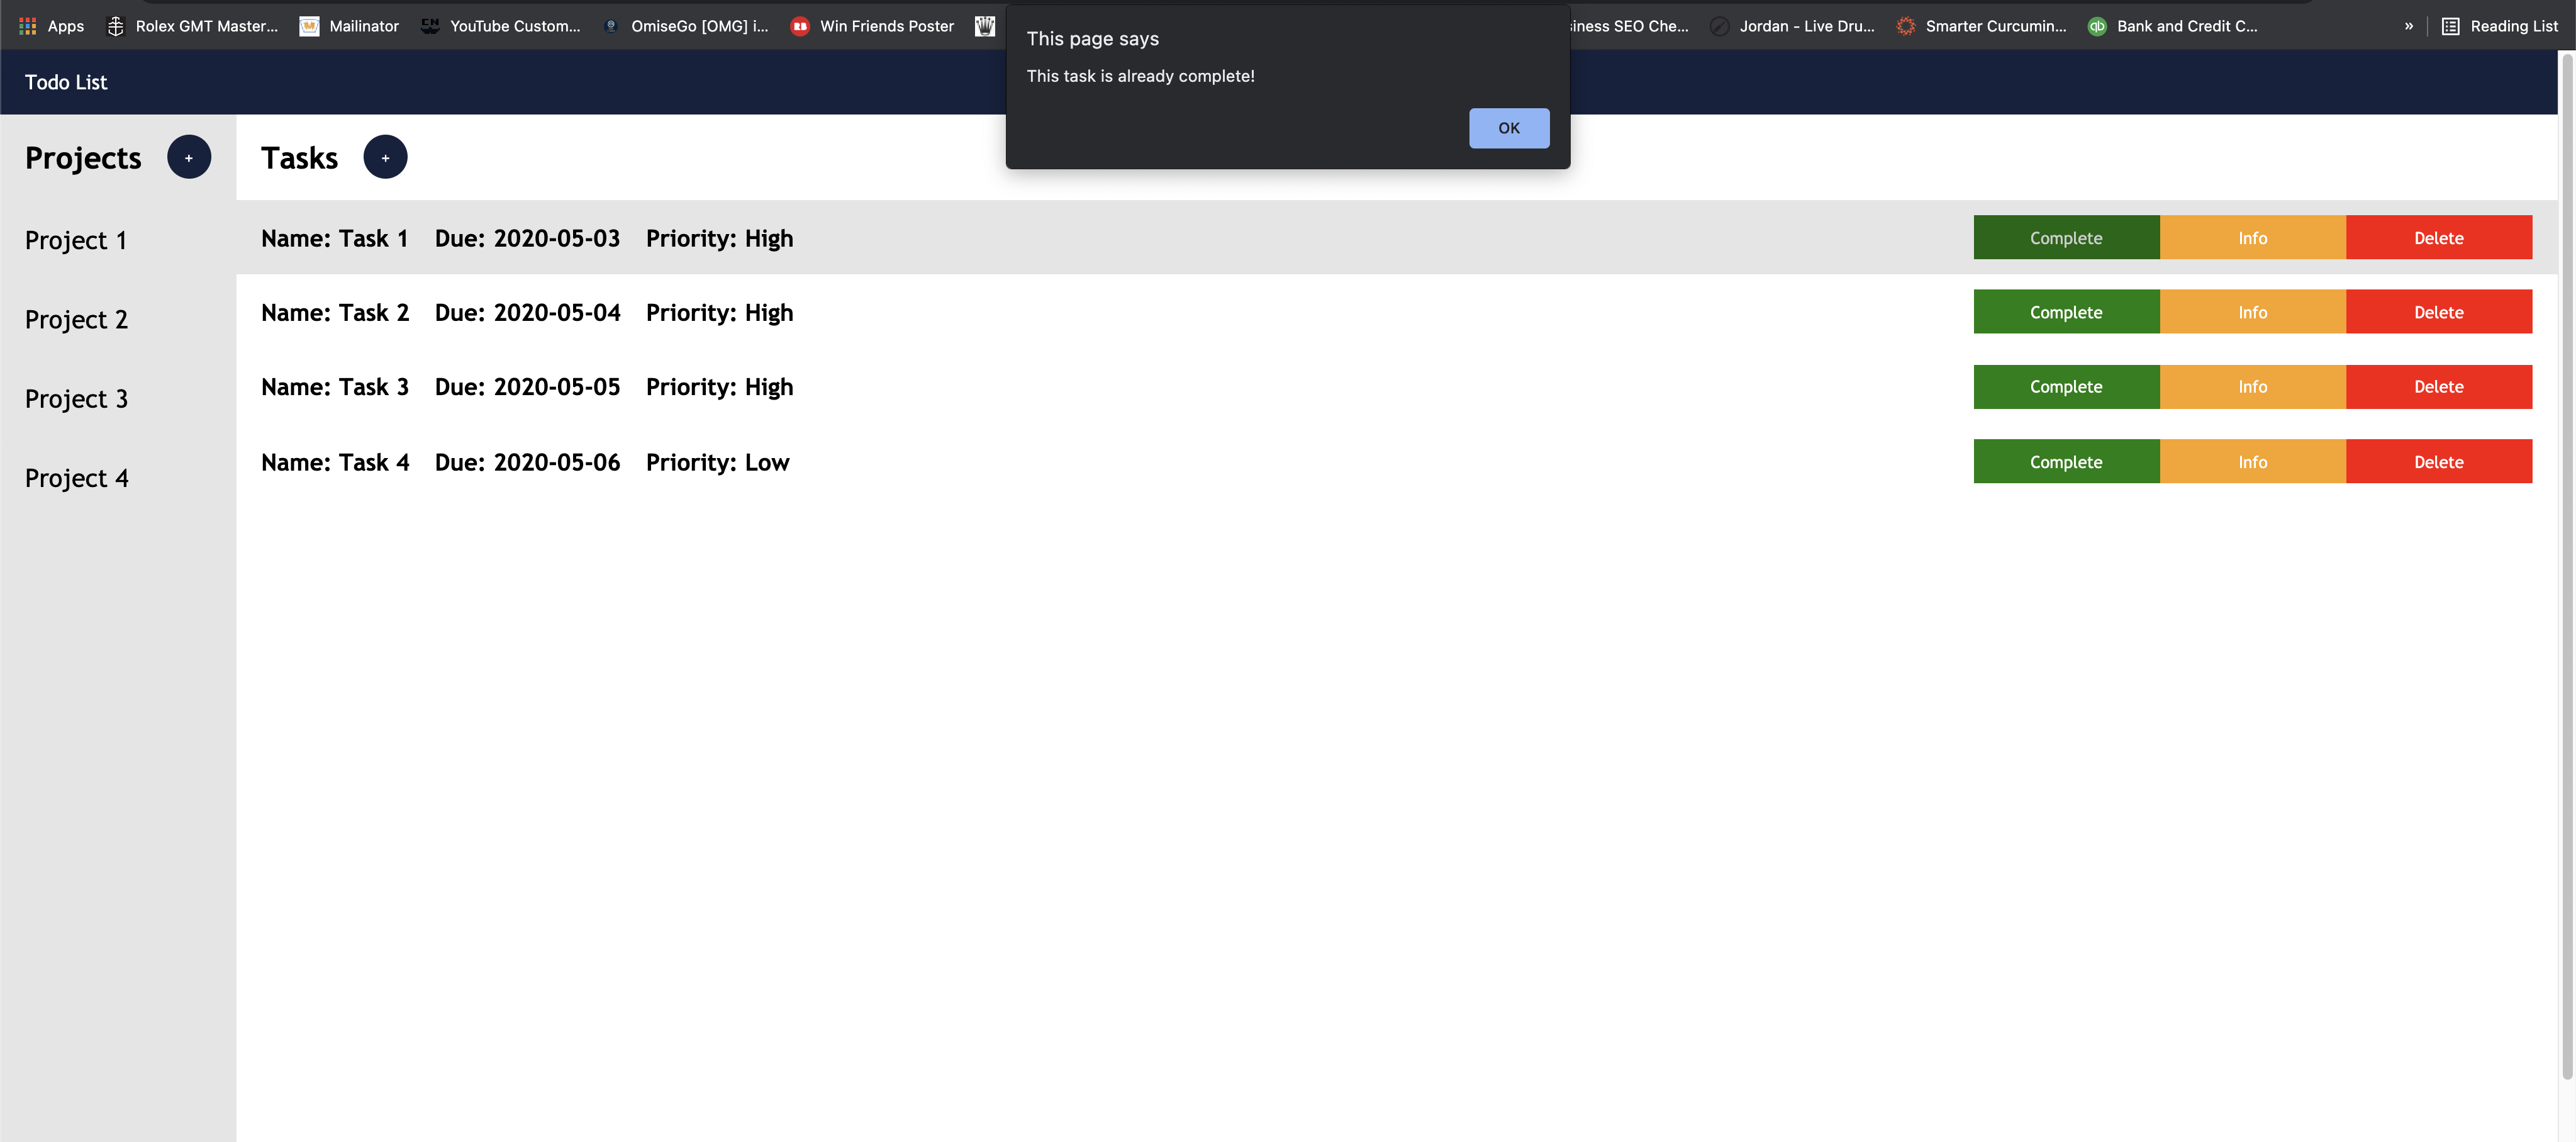 Apps Rolex GMT Master... Mailinator YouTube Custom... OmiseGo [OMG] i... Win Friends Poster siness SEO Che... Jordan - Live Dru... Smarter Curcumin... Bank and Credit C... » Reading List
This page says
This task is already complete!
OK
Todo List
Projects +
Project 1
Project 2
Project 3
Project 4
Tasks +
Name: Task 1 Due: 2020-05-03 Priority: High Complete Info Delete
Name: Task 2 Due: 2020-05-04 Priority: High Complete Info Delete
Name: Task 3 Due: 2020-05-05 Priority: High Complete Info Delete
Name: Task 4 Due: 2020-05-06 Priority: Low Complete Info Delete